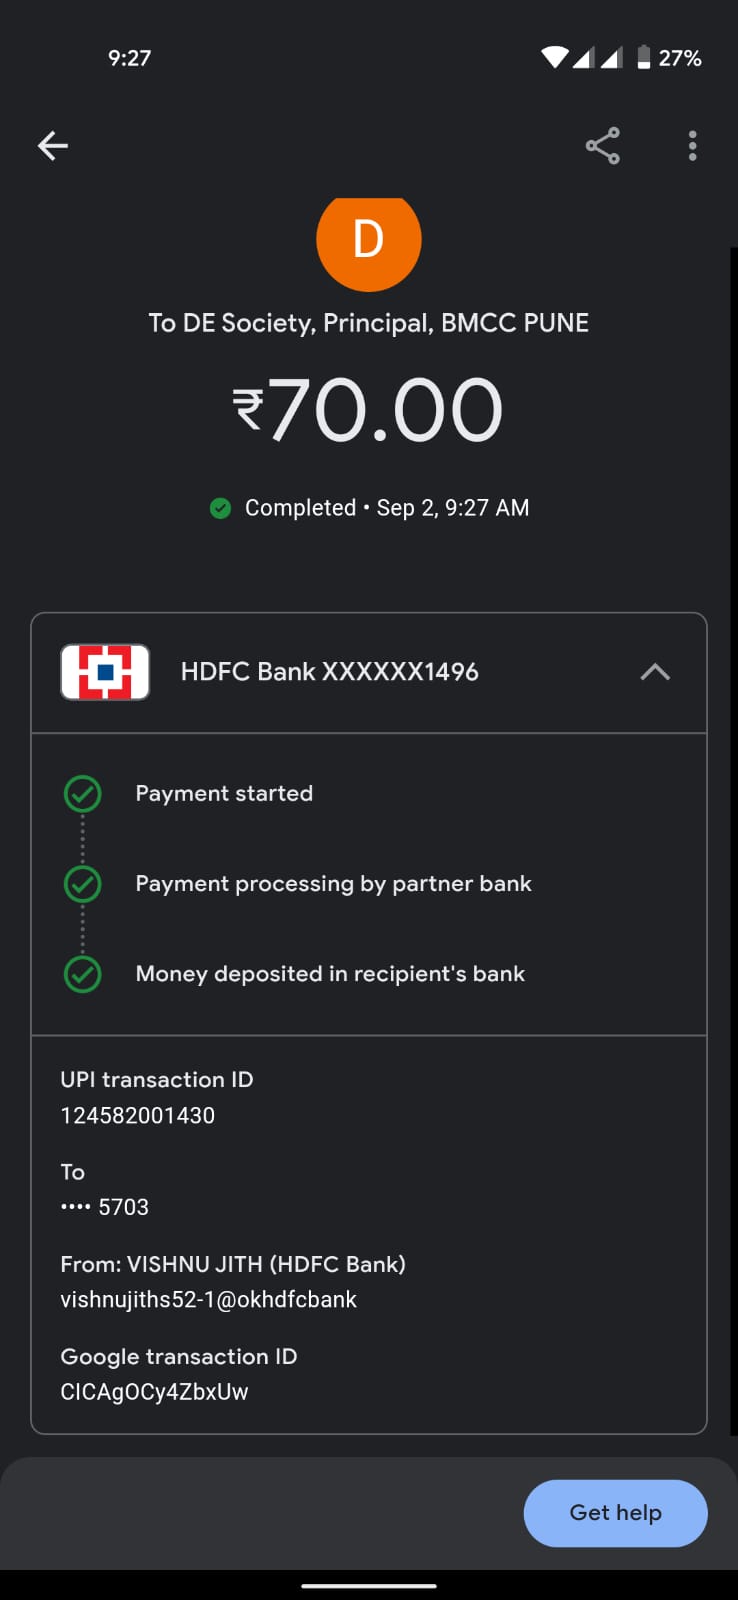 9:27
27%
D
To DE Society, Principal, BMCC PUNE
₹70.00
Completed • Sep 2, 9:27 AM
HDFC Bank XXXXXX1496
Payment started
Payment processing by partner bank
Money deposited in recipient's bank
UPI transaction ID
124582001430
To
•••• 5703
From: VISHNU JITH (HDFC Bank)
vishnujiths52-1@okhdfcbank
Google transaction ID
CICAgOCy4ZbxUw
Get help